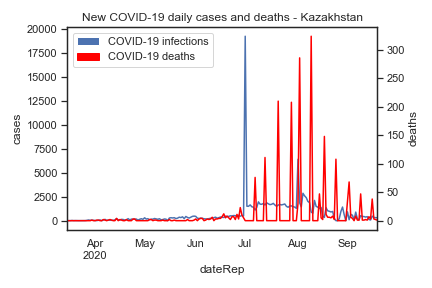 New COVID-19 daily cases and deaths - Kazakhstan
COVID-19 infections
COVID-19 deaths
20000
17500
15000
12500
10000
7500
5000
2500
0
cases
300
250
200
150
100
50
0
deaths
Apr
2020
May
Jun
Jul
Aug
Sep
dateRep